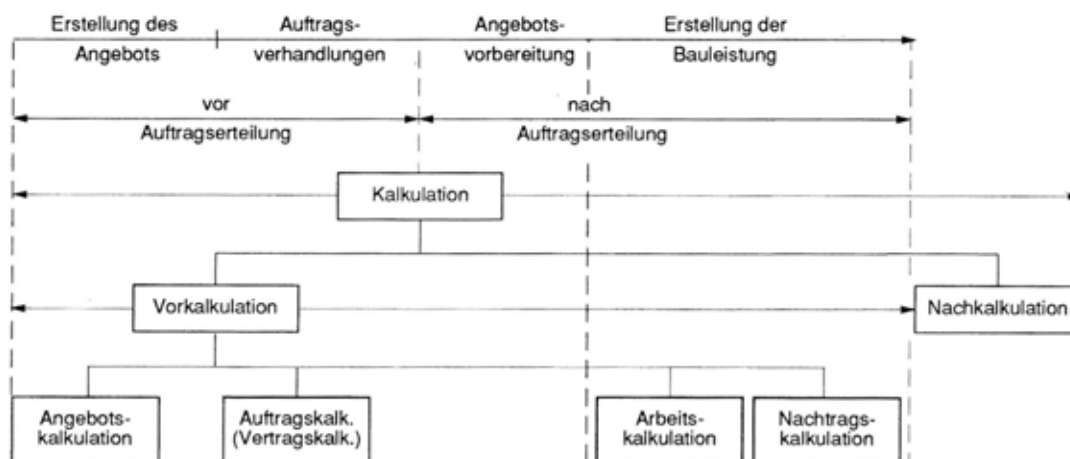 Erstellung des Auftrags- Angebots- Erstellung der
Angebots verhandlungen vorbereitung Bauleistung
vor nach
Auftragserteilung Auftragserteilung
Kalkulation
Vorkalkulation Nachkalkulation
Angebots- Auftragskalk. Arbeits- Nachtrags-
kalkulation (Vertragskalk.) kalkulation kalkulation